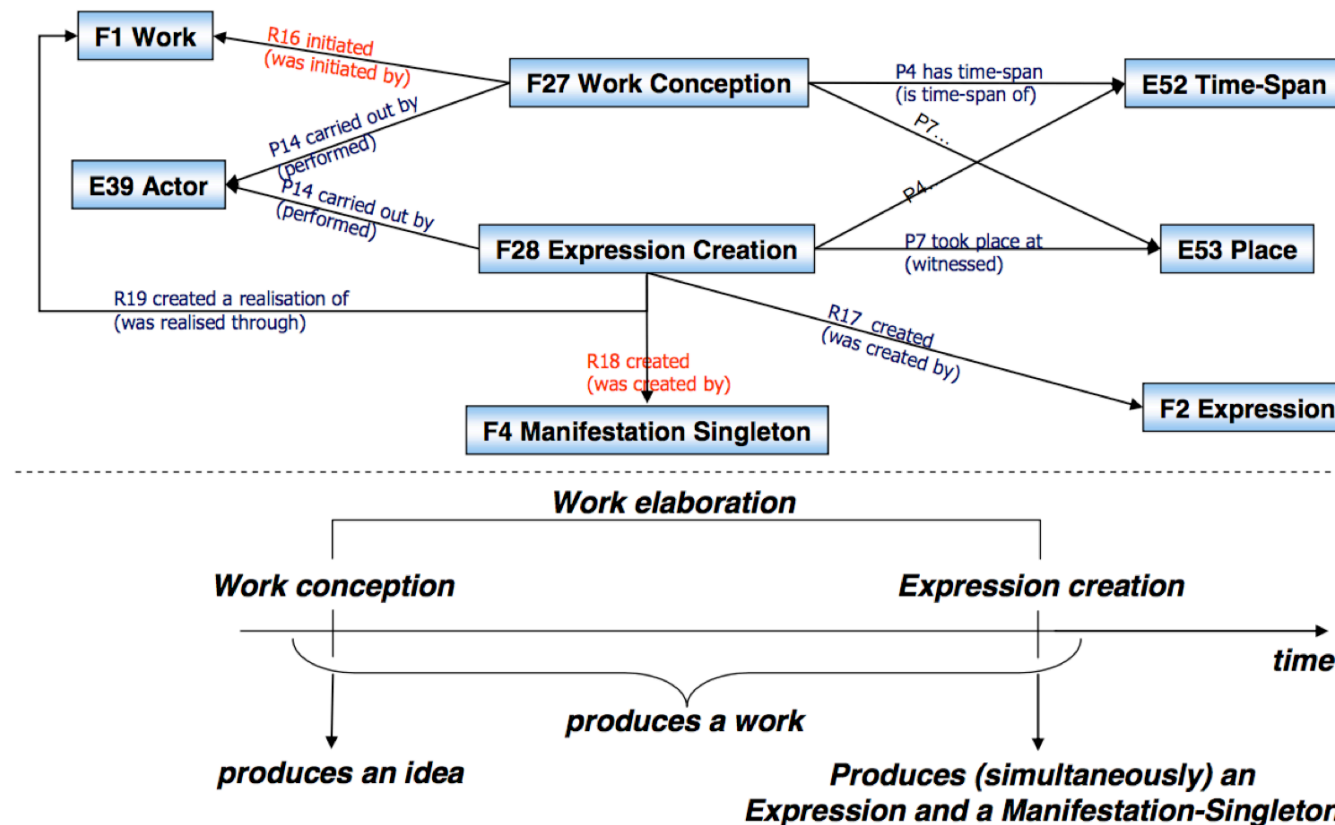 F1 Work
R16 initiated
(was initiated by)
F27 Work Conception
P4 has time-span
(is time-span of)
E52 Time-Span
P14 carried out by
(performed)
P7...
E39 Actor
P14 carried out by
(performed)
P4...
F28 Expression Creation
P7 took place at
(witnessed)
E53 Place
R19 created a realisation of
(was realised through)
R17 created
(was created by)
R18 created
(was created by)
F2 Expression
F4 Manifestation Singleton
Work elaboration
Work conception
Expression creation
time
produces a work
produces an idea
Produces (simultaneously) an
Expression and a Manifestation-Singleton